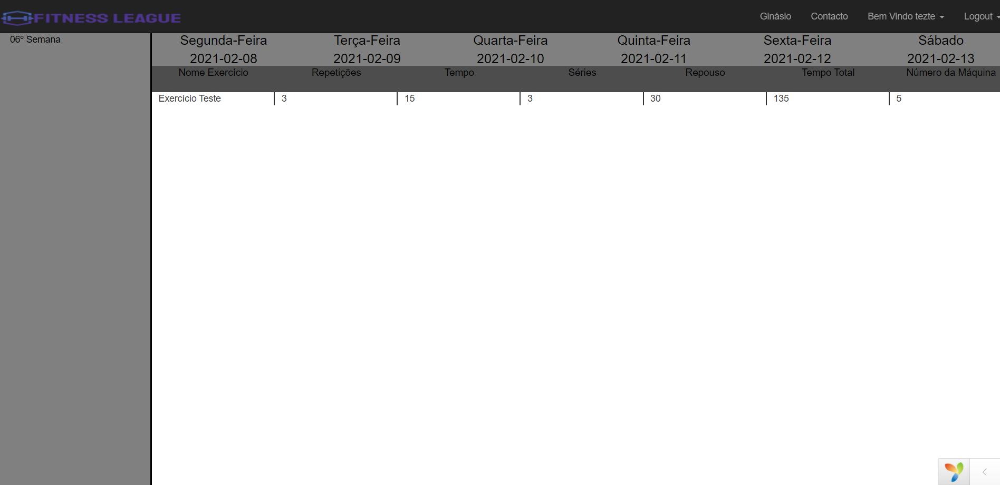 FITNESS LEAGUE Ginásio Contacto Bem Vindo tezte Logout
06º Semana
Segunda-Feira Terça-Feira Quarta-Feira Quinta-Feira Sexta-Feira Sábado
2021-02-08 2021-02-09 2021-02-10 2021-02-11 2021-02-12 2021-02-13
Nome Exercício Repetições Tempo Séries Repouso Tempo Total Número da Máquina
Exercício Teste 3 15 3 30 135 5